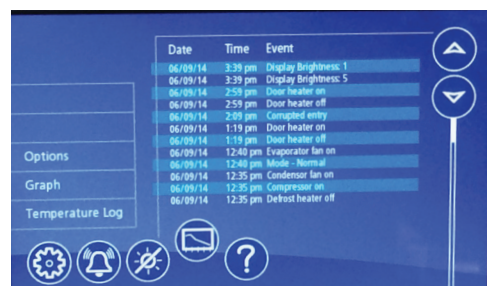 Date Time Event
06/09/14 3:39 pm Display Brightness: 1
06/09/14 3:39 pm Display Brightness: 5
06/09/14 2:59 pm Door heater on
06/09/14 2:59 pm Door heater off
06/09/14 2:09 pm Corrupted entry
06/09/14 1:19 pm Door heater on
06/09/14 1:19 pm Door heater off
06/09/14 12:40 pm Evaporator fan on
06/09/14 12:40 pm Mode - Normal
06/09/14 12:35 pm Condensor fan on
06/09/14 12:35 pm Compressor on
06/09/14 12:35 pm Defrost heater off
Options
Graph
Temperature Log
?